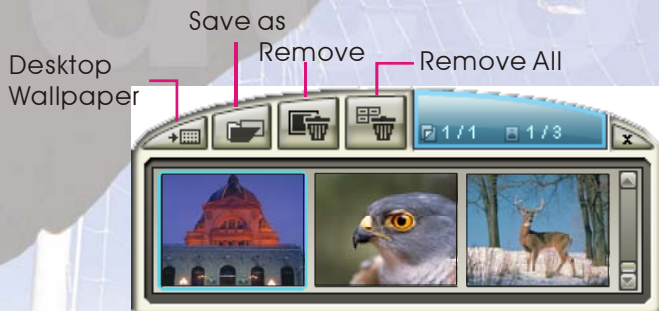 Save as
Remove
Remove All
Desktop
Wallpaper
1 / 1 1 / 3
x